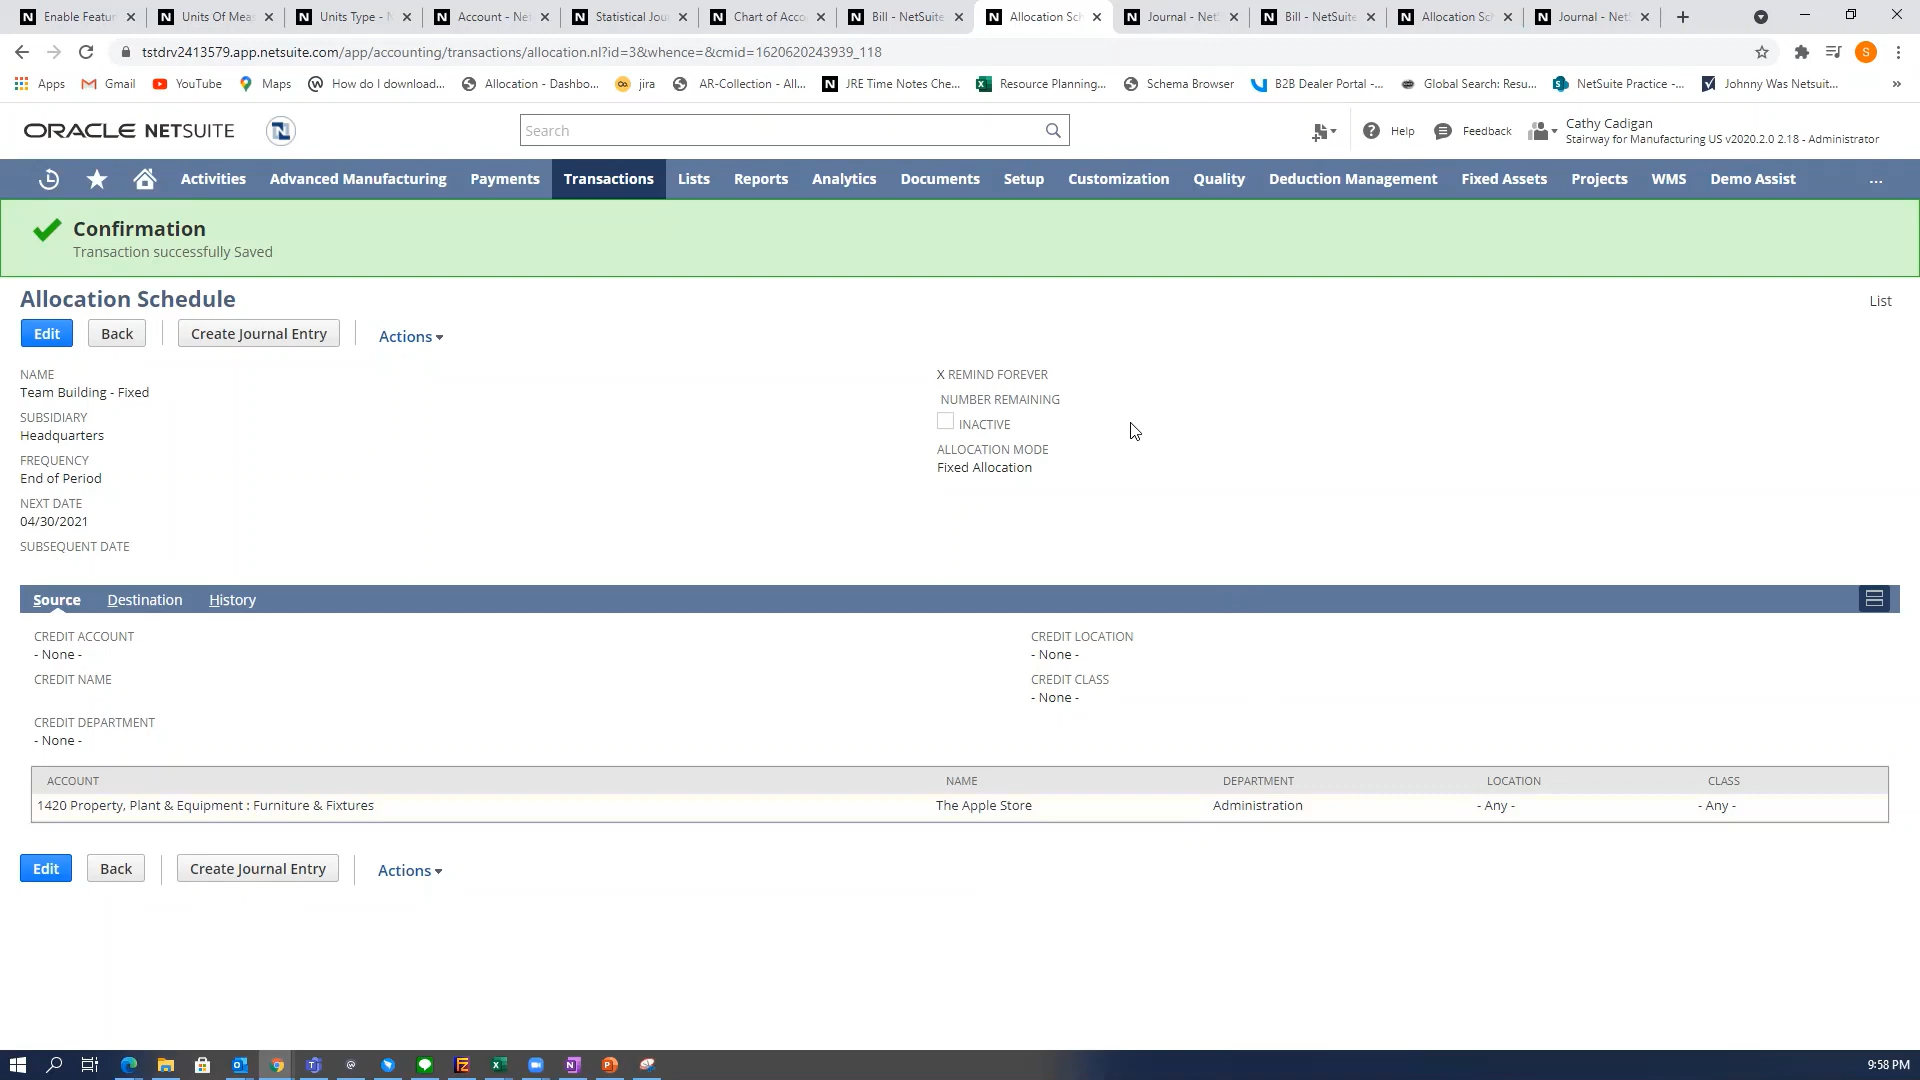 Enable Featu
Units Of Mea
Units Type - N
Account - Ne
Statistical Jou
Chart of Acco
Bill - NetSuite
Allocation Sch
Journal - Net
Bill - NetSuite
Allocation Sc
Journal - Net
tstdrv2413579.app.netsuite.com/app/accounting/transactions/allocation.nl?id=3&whence=&cmid=1620620243939_118
S
Apps
Gmail
YouTube
Maps
How do I download...
Allocation - Dashbo...
jira
AR-Collection - All...
JRE Time Notes Che...
Resource Planning...
Schema Browser
B2B Dealer Portal -...
Global Search: Resu...
NetSuite Practice -...
Johnny Was Netsuit...
»
ORACLE NETSUITE
Search
Help
Feedback
Cathy Cadigan
Stairway for Manufacturing US v2020.2.0 2.18 - Administrator
Activities
Advanced Manufacturing
Payments
Transactions
Lists
Reports
Analytics
Documents
Setup
Customization
Quality
Deduction Management
Fixed Assets
Projects
WMS
Demo Assist
...
Confirmation
Transaction successfully Saved
Allocation Schedule
List
Edit
Back
Create Journal Entry
Actions
NAME
Team Building - Fixed
SUBSIDIARY
Headquarters
FREQUENCY
End of Period
NEXT DATE
04/30/2021
SUBSEQUENT DATE
X REMIND FOREVER
NUMBER REMAINING
INACTIVE
ALLOCATION MODE
Fixed Allocation
Source
Destination
History
CREDIT ACCOUNT
- None -
CREDIT NAME
CREDIT DEPARTMENT
- None -
CREDIT LOCATION
- None -
CREDIT CLASS
- None -
ACCOUNT NAME DEPARTMENT LOCATION CLASS
1420 Property, Plant & Equipment : Furniture & Fixtures The Apple Store Administration - Any - - Any -
Edit
Back
Create Journal Entry
Actions
9:58 PM